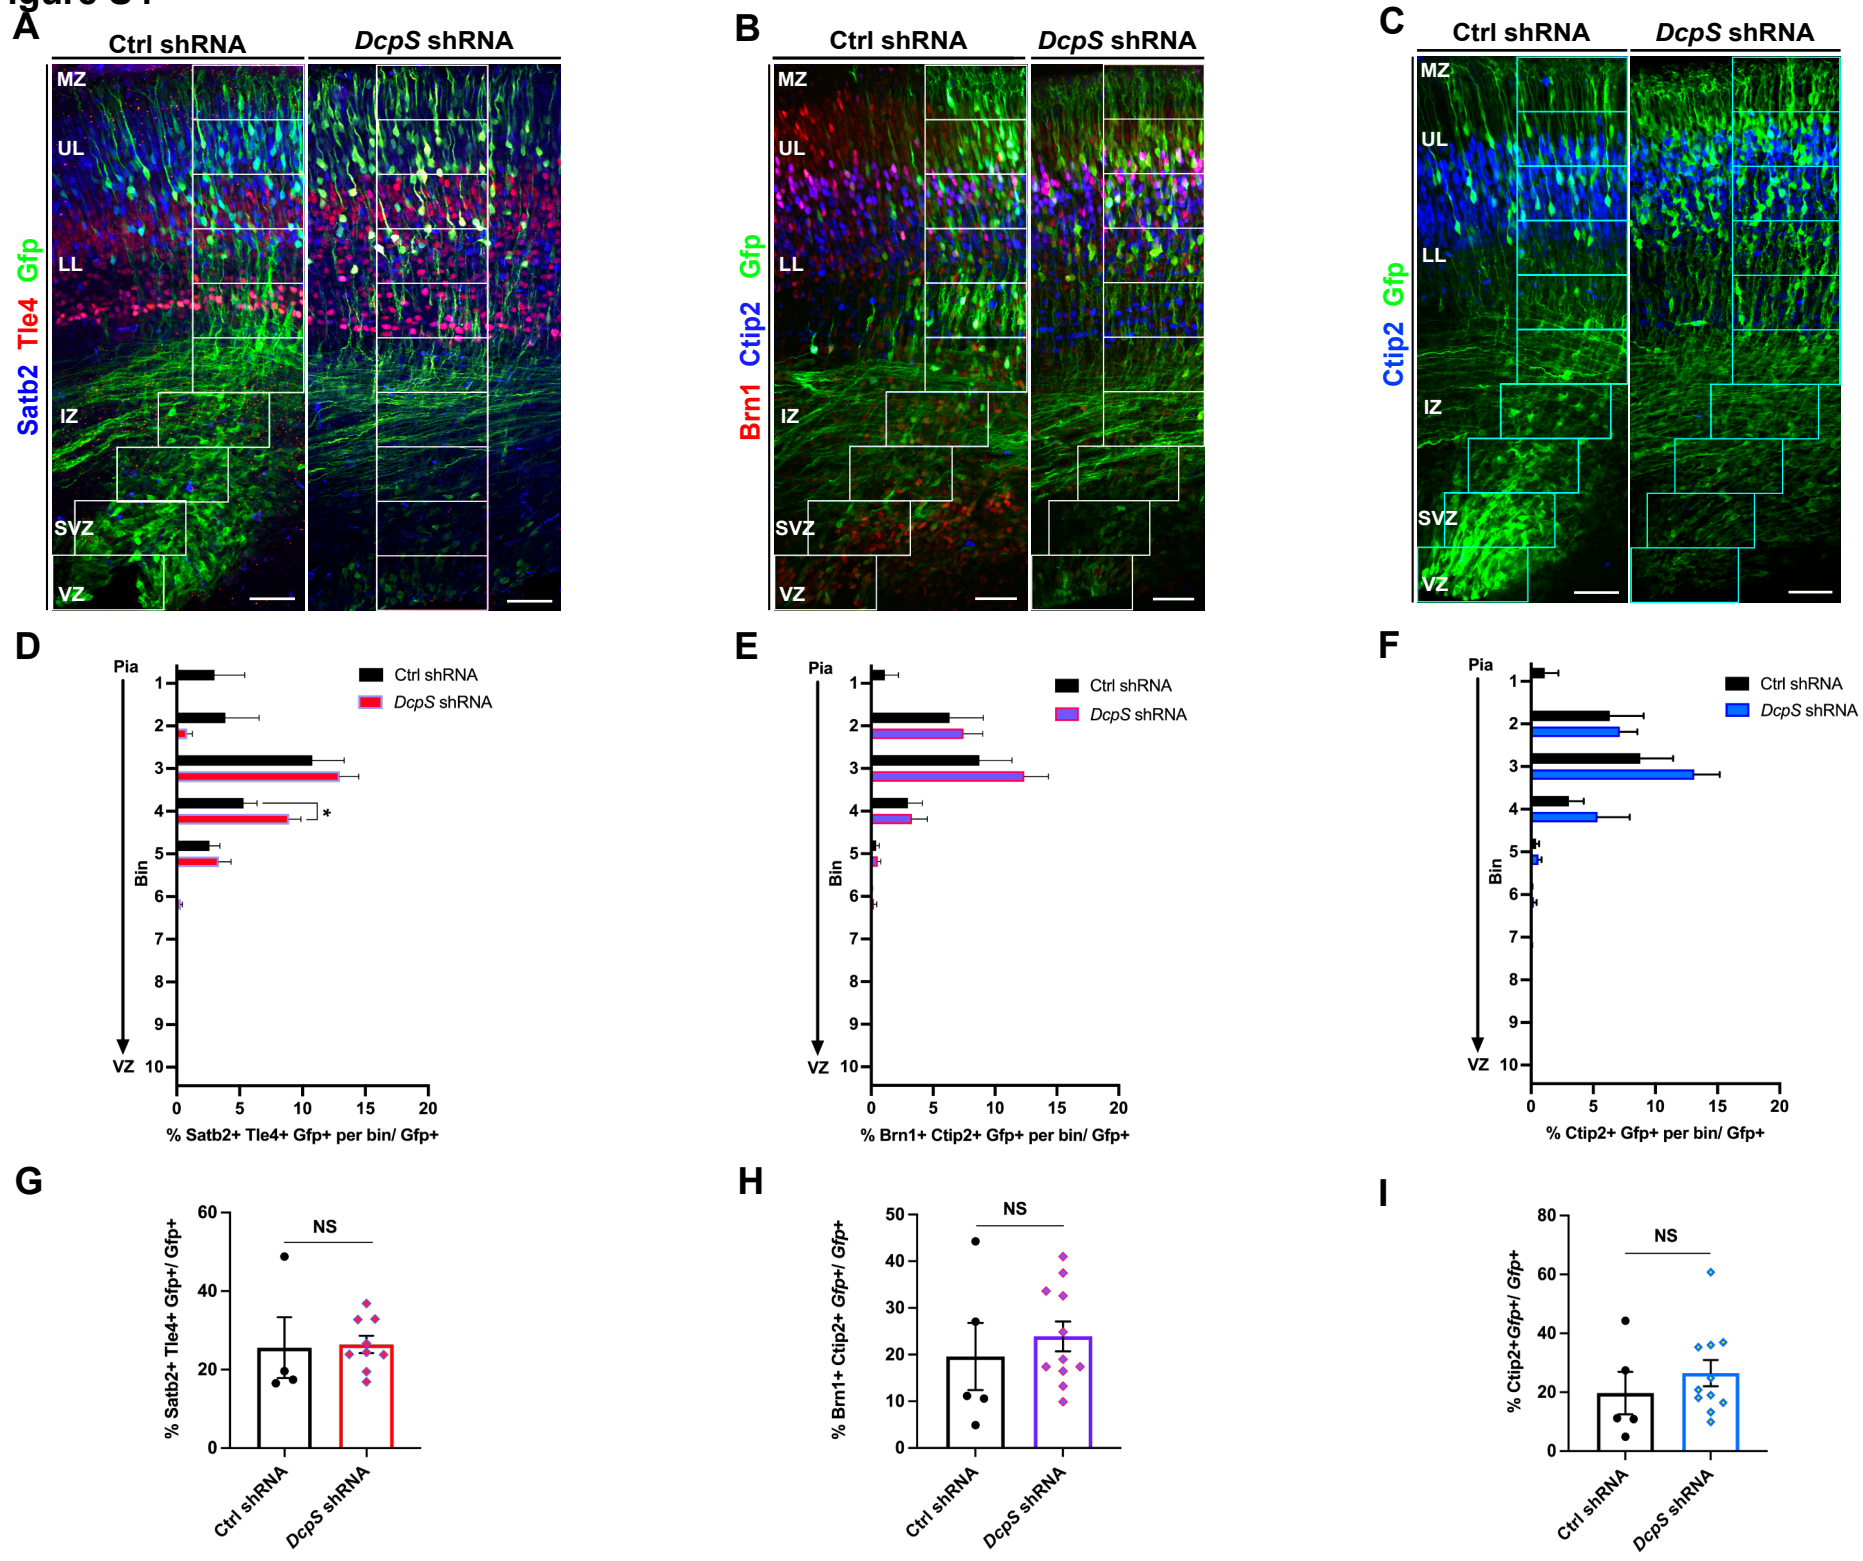 A
Ctrl shRNA
DcpS shRNA
Satb2 Tle4 Gfp
MZ
UL
LL
IZ
SVZ
VZ
B
Ctrl shRNA
DcpS shRNA
Brn1 Ctip2 Gfp
MZ
UL
LL
IZ
SVZ
VZ
C
Ctrl shRNA
DcpS shRNA
Ctip2 Gfp
MZ
UL
LL
IZ
SVZ
VZ
D
Pia
VZ
Bin
1
2
3
4
5
6
7
8
9
10
Ctrl shRNA
DcpS shRNA
*
0 5 10 15 20
% Satb2+ Tle4+ Gfp+ per bin/ Gfp+
E
Pia
VZ
Bin
1
2
3
4
5
6
7
8
9
10
Ctrl shRNA
DcpS shRNA
0 5 10 15 20
% Brn1+ Ctip2+ Gfp+ per bin/ Gfp+
F
Pia
VZ
Bin
1
2
3
4
5
6
7
8
9
10
Ctrl shRNA
DcpS shRNA
0 5 10 15 20
% Ctip2+ Gfp+ per bin/ Gfp+
G
% Satb2+ Tle4+ Gfp+/ Gfp+
60
40
20
0
NS
Ctrl shRNA
DcpS shRNA
H
% Brn1+ Ctip2+ Gfp+/ Gfp+
50
40
30
20
10
0
NS
Ctrl shRNA
DcpS shRNA
I
% Ctip2+Gfp+/ Gfp+
80
60
40
20
0
NS
Ctrl shRNA
DcpS shRNA